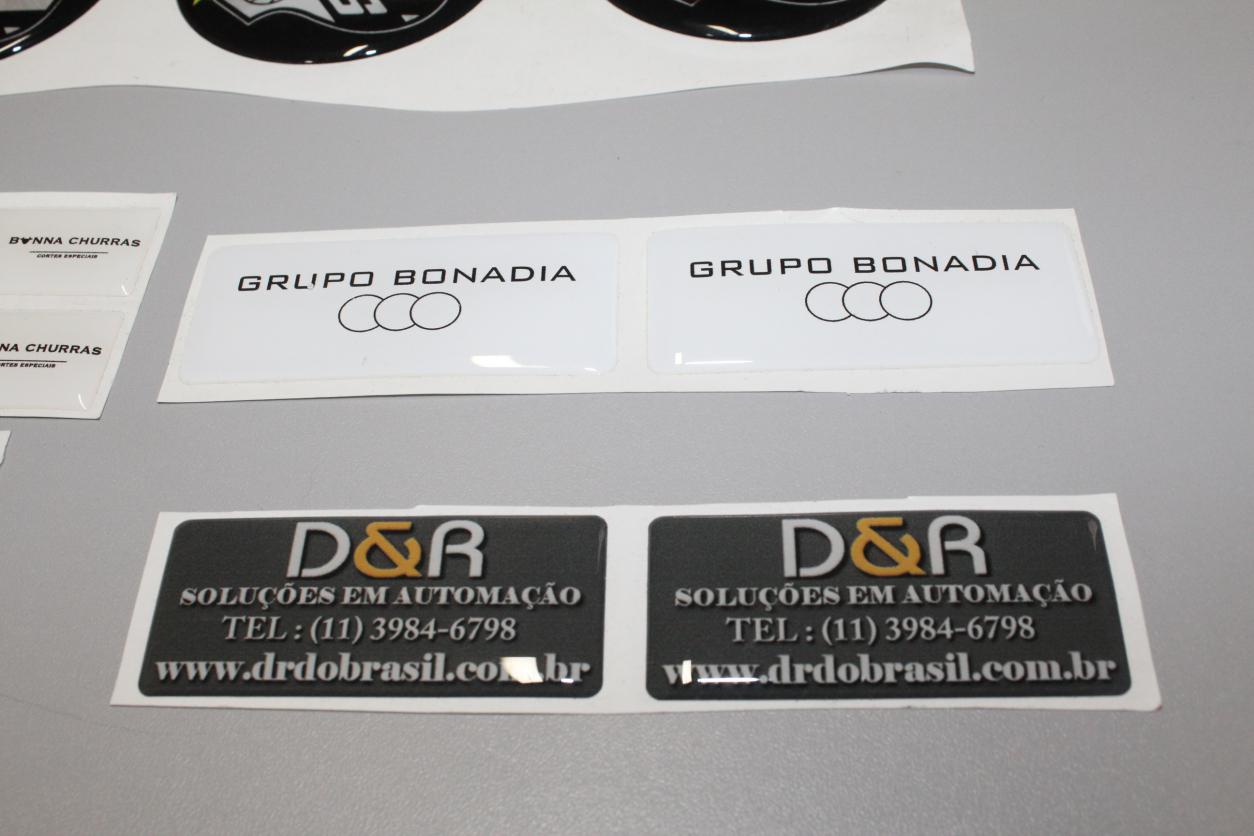 BONNA CHURRAS
CORTES ESPECIAIS
NNA CHURRAS
ORTES ESPECIAIS
GRUPO BONADIA
GRUPO BONADIA
D&R
SOLUÇÕES EM AUTOMAÇÃO
TEL : (11) 3984-6798
www.drdobrasil.com.br
D&R
SOLUÇÕES EM AUTOMAÇÃO
TEL : (11) 3984-6798
www.drdobrasil.com.br